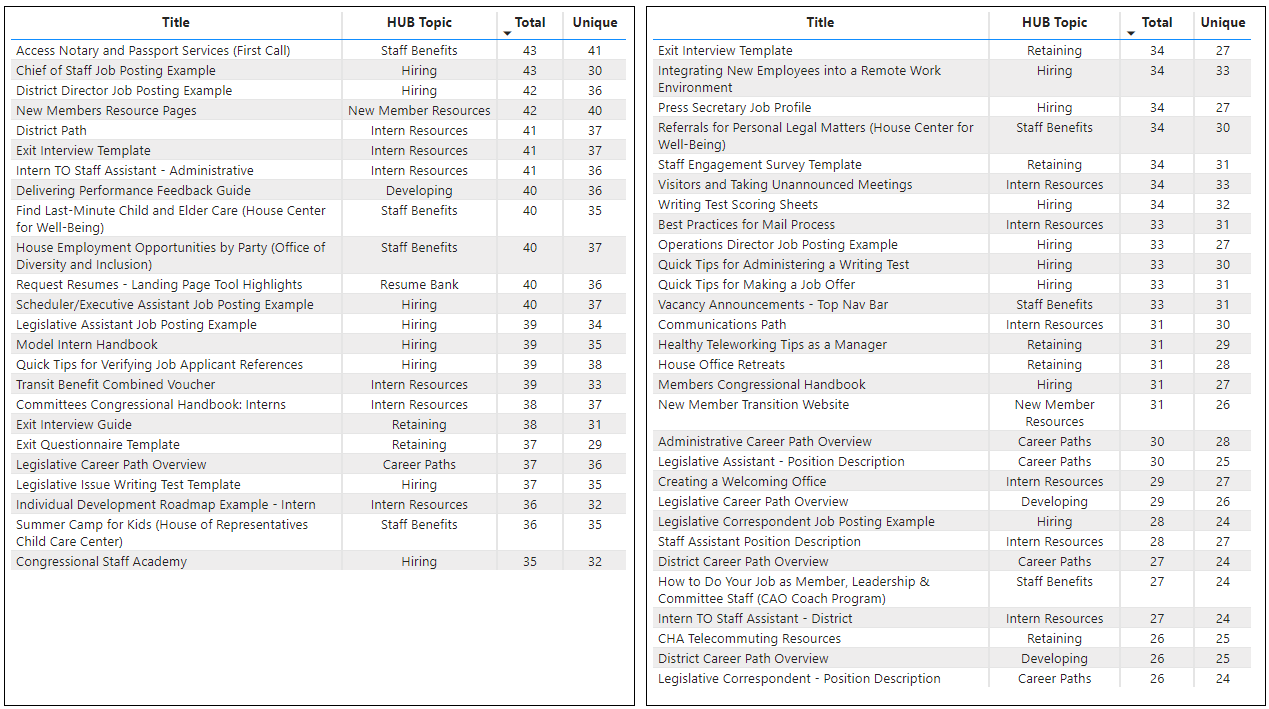 Title HUB Topic Total Unique
Access Notary and Passport Services (First Call) Staff Benefits 43 41
Chief of Staff Job Posting Example Hiring 43 30
District Director Job Posting Example Hiring 42 36
New Members Resource Pages New Member Resources 42 40
District Path Intern Resources 41 37
Exit Interview Template Intern Resources 41 37
Intern TO Staff Assistant - Administrative Intern Resources 41 36
Delivering Performance Feedback Guide Developing 40 36
Find Last-Minute Child and Elder Care (House Center Staff Benefits 40 35
for Well-Being)
House Employment Opportunities by Party (Office of Staff Benefits 40 37
Diversity and Inclusion)
Request Resumes - Landing Page Tool Highlights Resume Bank 40 36
Scheduler/Executive Assistant Job Posting Example Hiring 40 37
Legislative Assistant Job Posting Example Hiring 39 34
Model Intern Handbook Hiring 39 35
Quick Tips for Verifying Job Applicant References Hiring 39 38
Transit Benefit Combined Voucher Intern Resources 39 33
Committees Congressional Handbook: Interns Intern Resources 38 37
Exit Interview Guide Retaining 38 31
Exit Questionnaire Template Retaining 37 29
Legislative Career Path Overview Career Paths 37 36
Legislative Issue Writing Test Template Hiring 37 35
Individual Development Roadmap Example - Intern Intern Resources 36 32
Summer Camp for Kids (House of Representatives Staff Benefits 36 35
Child Care Center)
Congressional Staff Academy Hiring 35 32
Title HUB Topic Total Unique
Exit Interview Template Retaining 34 27
Integrating New Employees into a Remote Work Hiring 34 33
Environment
Press Secretary Job Profile Hiring 34 27
Referrals for Personal Legal Matters (House Center for Staff Benefits 34 30
Well-Being)
Staff Engagement Survey Template Retaining 34 31
Visitors and Taking Unannounced Meetings Intern Resources 34 33
Writing Test Scoring Sheets Hiring 34 32
Best Practices for Mail Process Intern Resources 33 31
Operations Director Job Posting Example Hiring 33 27
Quick Tips for Administering a Writing Test Hiring 33 30
Quick Tips for Making a Job Offer Hiring 33 31
Vacancy Announcements - Top Nav Bar Staff Benefits 33 31
Communications Path Intern Resources 31 30
Healthy Teleworking Tips as a Manager Retaining 31 29
House Office Retreats Retaining 31 28
Members Congressional Handbook Hiring 31 27
New Member Transition Website New Member 31 26
Resources
Administrative Career Path Overview Career Paths 30 28
Legislative Assistant - Position Description Career Paths 30 25
Creating a Welcoming Office Intern Resources 29 27
Legislative Career Path Overview Developing 29 26
Legislative Correspondent Job Posting Example Hiring 28 24
Staff Assistant Position Description Intern Resources 28 27
District Career Path Overview Career Paths 27 24
How to Do Your Job as Member, Leadership & Staff Benefits 27 24
Committee Staff (CAO Coach Program)
Intern TO Staff Assistant - District Intern Resources 27 24
CHA Telecommuting Resources Retaining 26 25
District Career Path Overview Developing 26 25
Legislative Correspondent - Position Description Career Paths 26 24